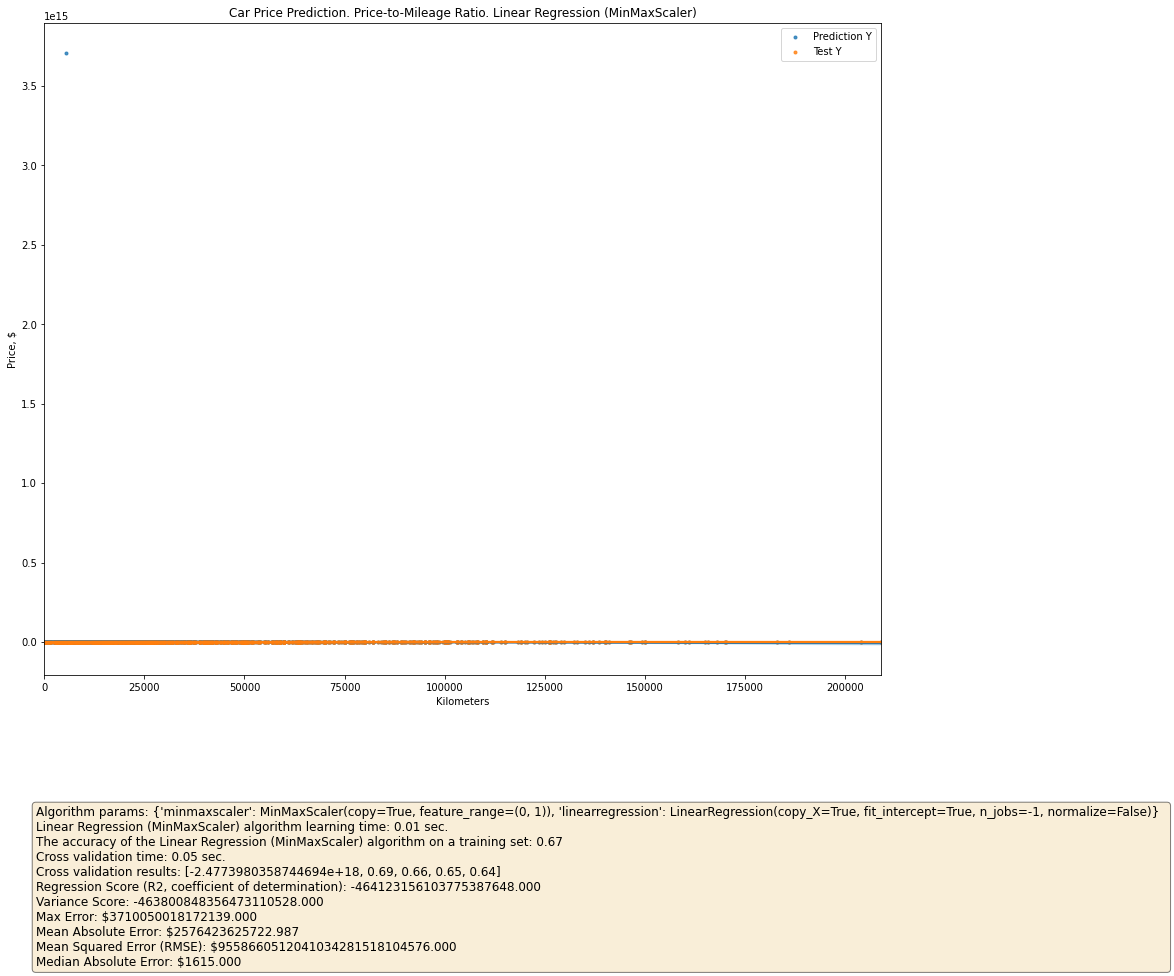 Car Price Prediction. Price-to-Mileage Ratio. Linear Regression (MinMaxScaler)
1e15
Prediction Y
Test Y
3.5
3.0
2.5
2.0
1.5
1.0
0.5
0.0
Price, $
0 25000 50000 75000 100000 125000 150000 175000 200000
Kilometers
Algorithm params: {'minmaxscaler': MinMaxScaler(copy=True, feature_range=(0, 1)), 'linearregression': LinearRegression(copy_X=True, fit_intercept=True, n_jobs=-1, normalize=False)}
Linear Regression (MinMaxScaler) algorithm learning time: 0.01 sec.
The accuracy of the Linear Regression (MinMaxScaler) algorithm on a training set: 0.67
Cross validation time: 0.05 sec.
Cross validation results: [-2.4773980358744694e+18, 0.69, 0.66, 0.65, 0.64]
Regression Score (R2, coefficient of determination): -464123156103775387648.000
Variance Score: -463800848356473110528.000
Max Error: $3710050018172139.000
Mean Absolute Error: $2576423625722.987
Mean Squared Error (RMSE): $9558660512041034281518104576.000
Median Absolute Error: $1615.000